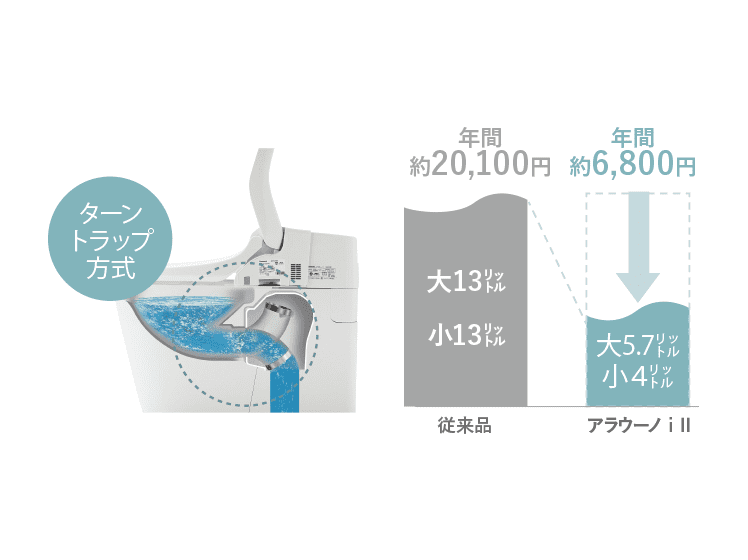 ターン
トラップ
方式
年間
約20,100円
大13リットル
小13リットル
従来品
年間
約6,800円
大5.7リットル
小4リットル
アラウーノ i II